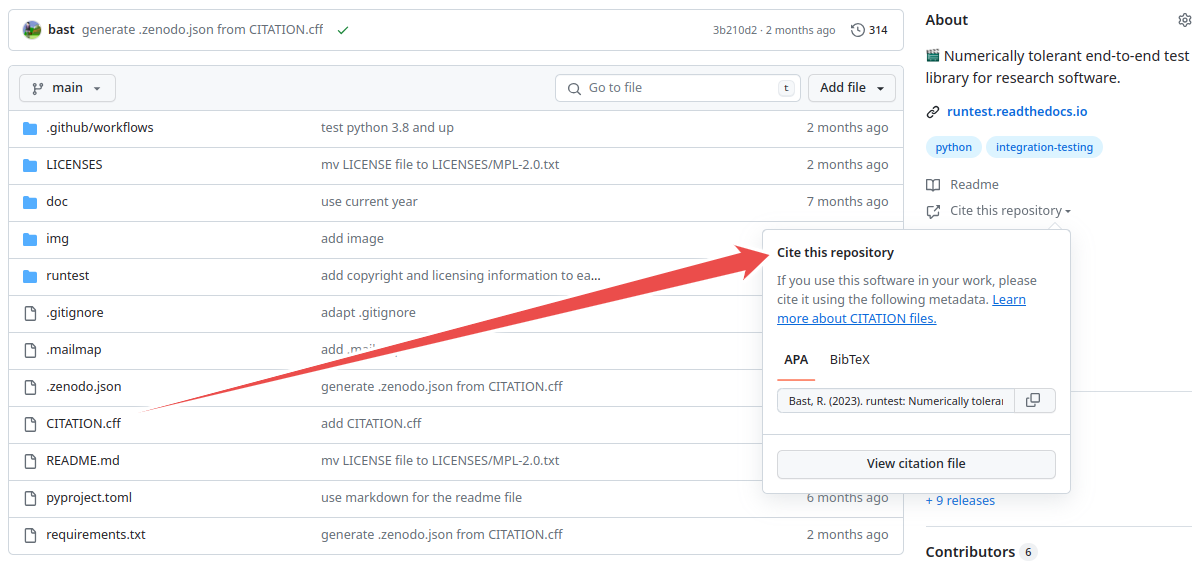 bast generate .zenodo.json from CITATION.cff 3b210d2 · 2 months ago 314
main Go to file t Add file
.github/workflows test python 3.8 and up 2 months ago
LICENSES mv LICENSE file to LICENSES/MPL-2.0.txt 2 months ago
doc use current year 7 months ago
img add image
runtest add copyright and licensing information to ea...
.gitignore adapt .gitignore
.mailmap add
.zenodo.json generate .zenodo.json from CITATION.cff
CITATION.cff add CITATION.cff
README.md mv LICENSE file to LICENSES/MPL-2.0.txt
pyproject.toml use markdown for the readme file 6 months ago
requirements.txt generate .zenodo.json from CITATION.cff 2 months ago
About
Numerically tolerant end-to-end test
library for research software.
runtest.readthedocs.io
python integration-testing
Readme
Cite this repository
Cite this repository
If you use this software in your work, please
cite it using the following metadata. Learn
more about CITATION files.
APA BibTeX
Bast, R. (2023). runtest: Numerically
View citation file
+ 9 releases
Contributors 6